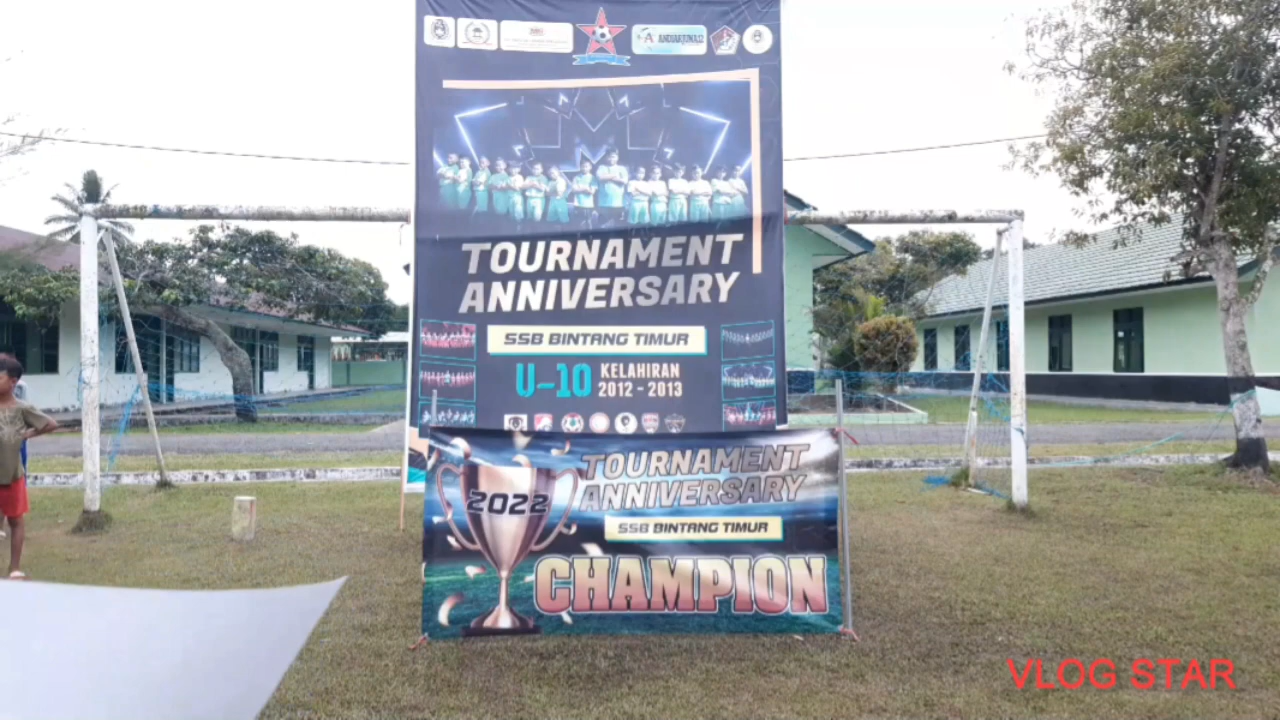 TOURNAMENT
ANNIVERSARY
SSB BINTANG TIMUR
U-10
KELAHIRAN
2012 - 2013
2022
TOURNAMENT
ANNIVERSARY
SSB BINTANG TIMUR
CHAMPION
VLOG STAR